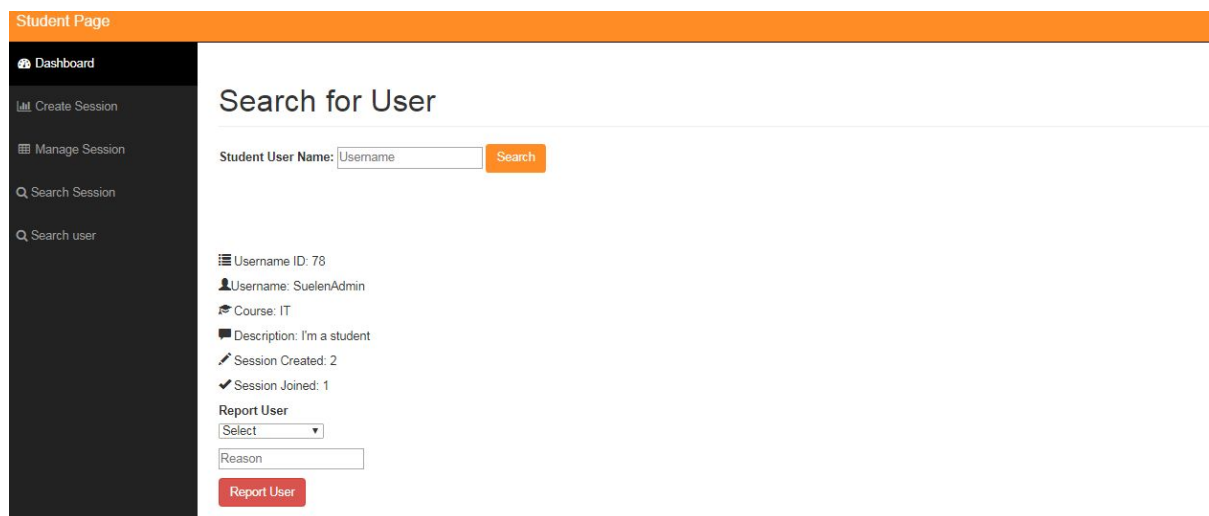 Student Page
Dashboard
Create Session
Manage Session
Search Session
Search user
Search for User
Student User Name: Username Search
Username ID: 78
Username: SuelenAdmin
Course: IT
Description: I'm a student
Session Created: 2
Session Joined: 1
Report User
Select
Reason
Report User